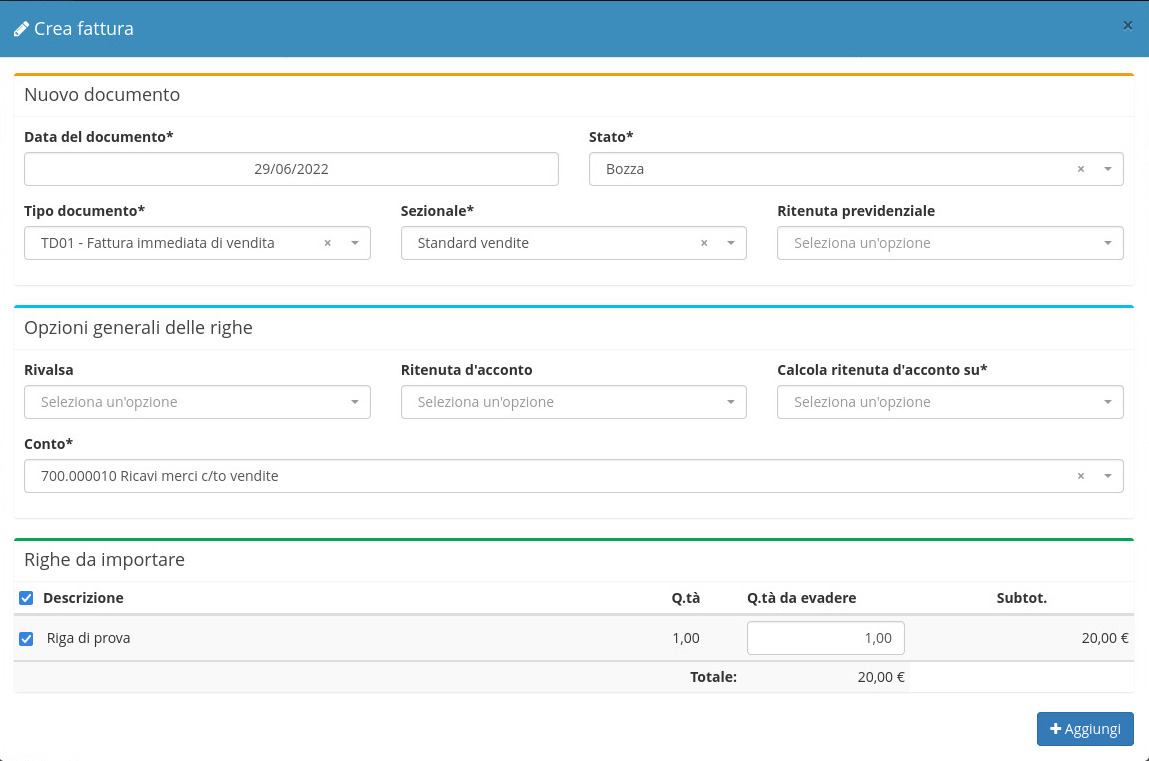 Crea fattura ×
Nuovo documento
Data del documento* Stato*
29/06/2022 Bozza ×
Tipo documento* Sezionale* Ritenuta previdenziale
TD01 - Fattura immediata di vendita × Standard vendite × Seleziona un'opzione
Opzioni generali delle righe
Rivalsa Ritenuta d'acconto Calcola ritenuta d'acconto su*
Seleziona un'opzione Seleziona un'opzione Seleziona un'opzione
Conto*
700.000010 Ricavi merci c/to vendite ×
Righe da importare
Descrizione Q.tà Q.tà da evadere Subtot.
Riga di prova 1,00 1,00 20,00 €
Totale: 20,00 €
+ Aggiungi